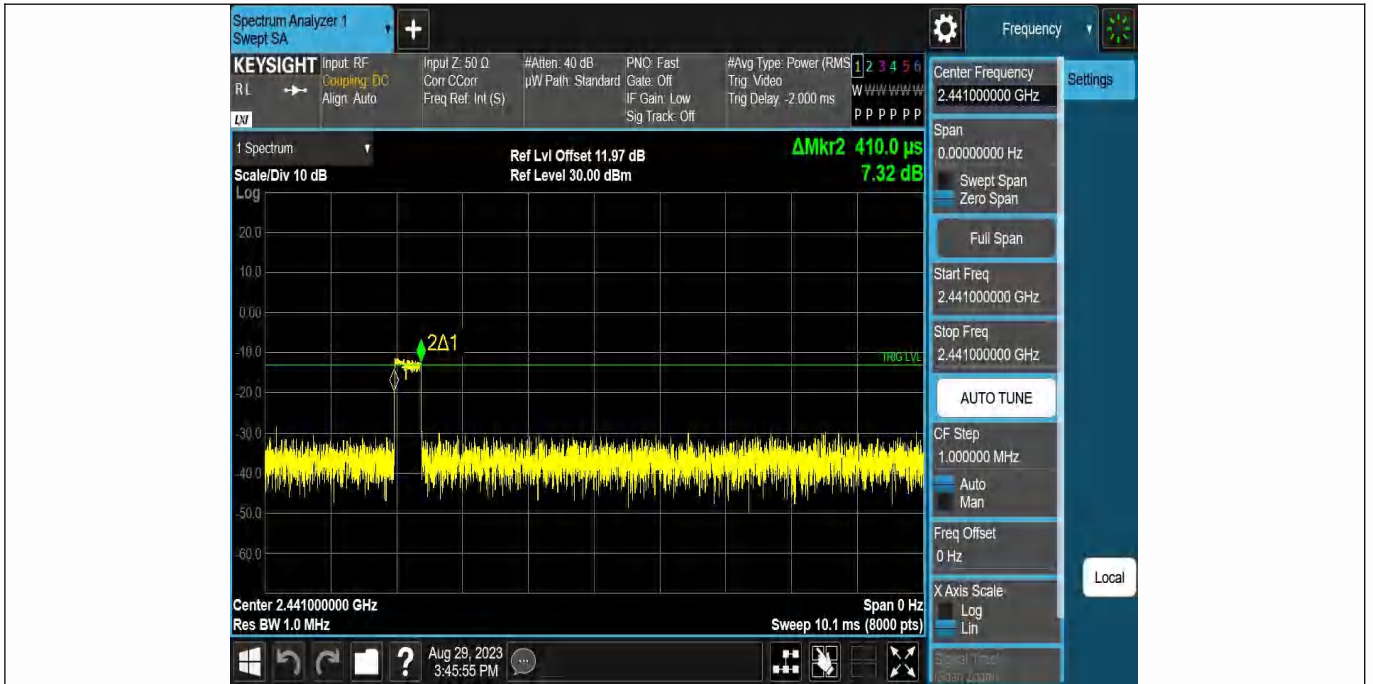 Spectrum Analyzer 1
Swept SA
+
Frequency
KEYSIGHT
RL
LXI
Input: RF
Coupling: DC
Align: Auto
Input Z: 50 Ω
Corr CCorr
Freq Ref: Int (S)
#Atten: 40 dB
µW Path: Standard
PNO: Fast
Gate: Off
IF Gain: Low
Sig Track: Off
#Avg Type: Power (RMS
Trig: Video
Trig Delay: -2.000 ms
1 2 3 4 5 6
W W W W W W
P P P P P P
1 Spectrum
Scale/Div 10 dB
Ref Lvl Offset 11.97 dB
Ref Level 30.00 dBm
ΔMkr2 410.0 µs
7.32 dB
Log
20.0
10.0
0.00
-10.0
-20.0
-30.0
-40.0
-50.0
-60.0
2Δ1
TRIG LVL
Center 2.441000000 GHz
Res BW 1.0 MHz
Span 0 Hz
Sweep 10.1 ms (8000 pts)
Center Frequency
2.441000000 GHz
Settings
Span
0.00000000 Hz
Swept Span
Zero Span
Full Span
Start Freq
2.441000000 GHz
Stop Freq
2.441000000 GHz
AUTO TUNE
CF Step
1.000000 MHz
Auto
Man
Freq Offset
0 Hz
X Axis Scale
Log
Lin
Local
Signal Track
(Span Zoom)
?
Aug 29, 2023
3:45:55 PM